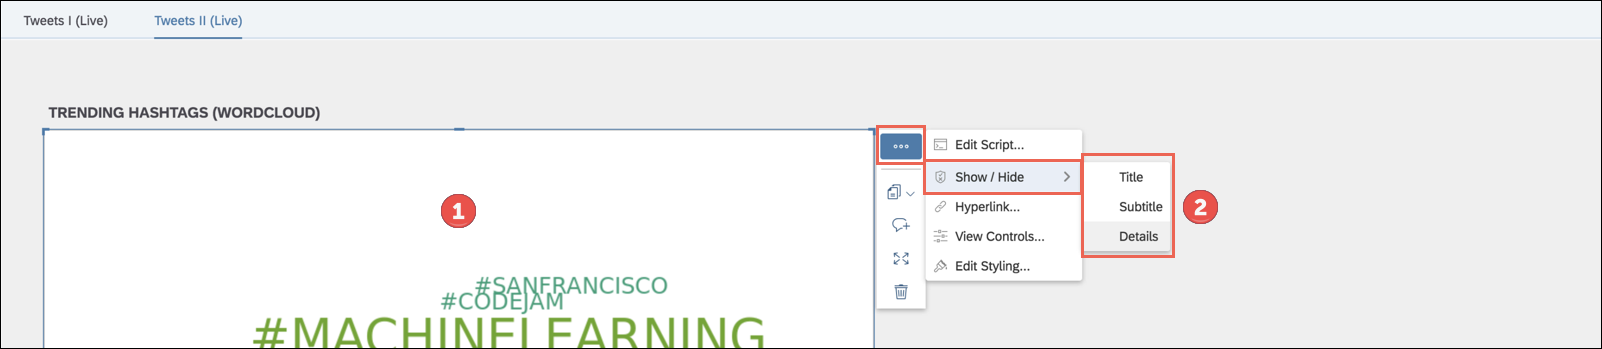 Tweets I (Live)
Tweets II (Live)
TRENDING HASHTAGS (WORDCLOUD)
Edit Script...
Show / Hide
Hyperlink...
View Controls...
Edit Styling...
Title
Subtitle
Details
1
2
#SANFRANCISCO
#CODEJAM
#MACHINELEARNING